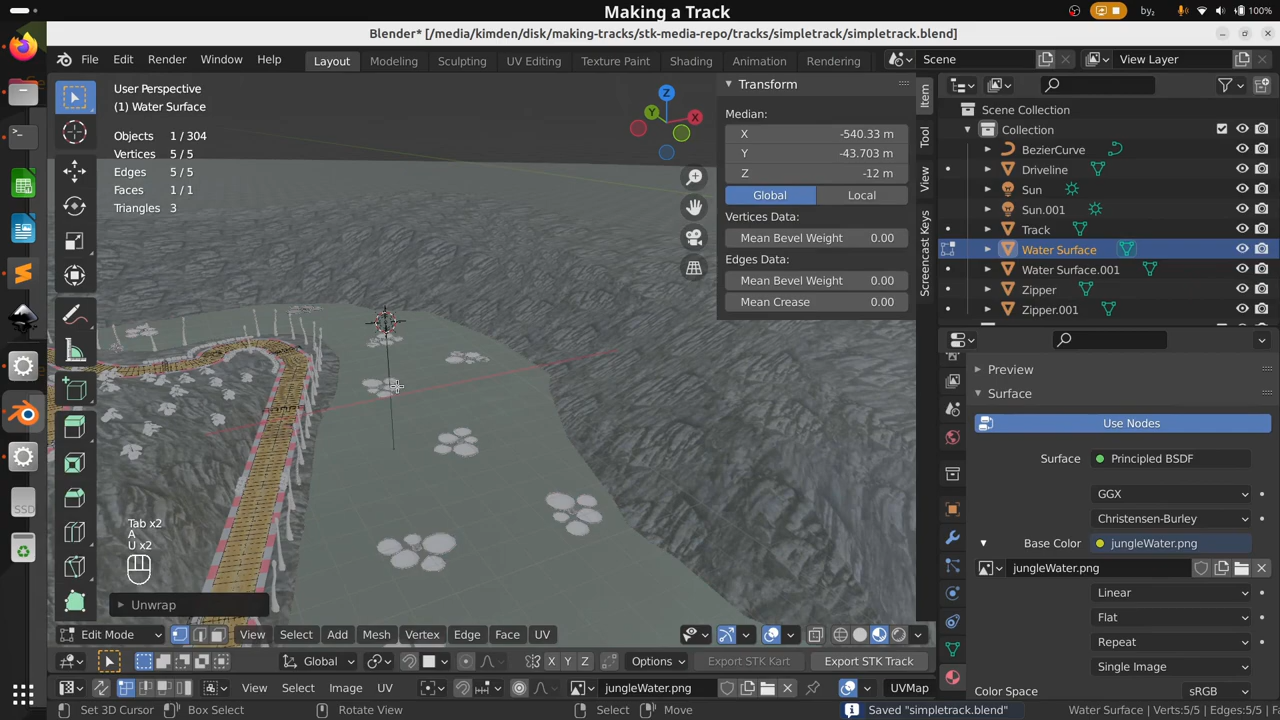 Making a Track
by₂
100%
Blender* [/media/kimden/disk/making-tracks/stk-media-repo/tracks/simpletrack/simpletrack.blend]
File Edit Render Window Help
Layout Modeling Sculpting UV Editing Texture Paint Shading Animation Rendering
Scene
View Layer
User Perspective
(1) Water Surface
Objects 1 / 304
Vertices 5 / 5
Edges 5 / 5
Faces 1 / 1
Triangles 3
Z
Y
X
Transform
Median:
X -540.33 m
Y -43.703 m
Z -12 m
Global Local
Vertices Data:
Mean Bevel Weight 0.00
Edges Data:
Mean Bevel Weight 0.00
Mean Crease 0.00
Item
Tool
View
Screencast Keys
Scene Collection
Collection
BezierCurve
Driveline
Sun
Sun.001
Track
Water Surface
Water Surface.001
Zipper
Zipper.001
Preview
Surface
Use Nodes
Surface Principled BSDF
GGX
Christensen-Burley
Base Color jungleWater.png
jungleWater.png
Linear
Flat
Repeat
Single Image
Color Space sRGB
SSD
Tab x2
A
U x2
Unwrap
Edit Mode View Select Add Mesh Vertex Edge Face UV
Global X Y Z Options Export STK Kart Export STK Track
View Select Image UV jungleWater.png UVMap
Set 3D Cursor Box Select Rotate View Select Move Saved "simpletrack.blend" Water Surface | Verts:5/5 | Edges:5/5 |